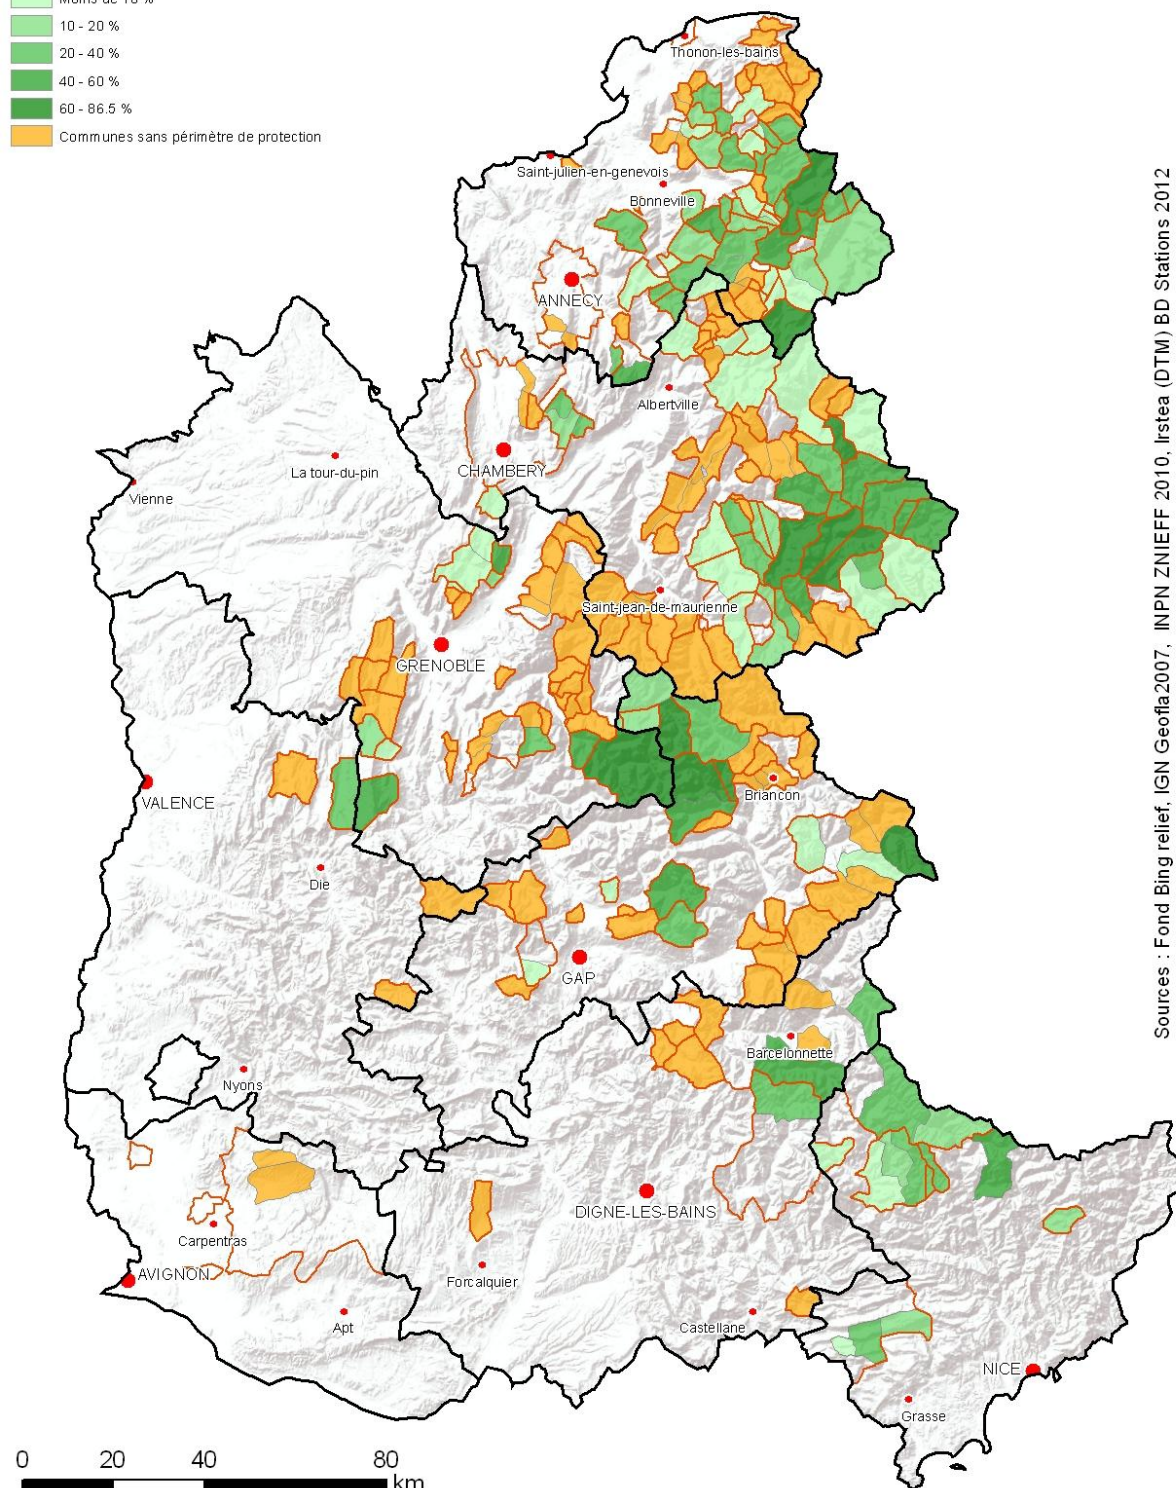 10 - 20 %
20 - 40 %
40 - 60 %
60 - 86.5 %
Communes sans périmètre de protection
Thonon-les-bains
Saint-julien-en-genevois
Bonneville
ANNECY
Albertville
CHAMBERY
La tour-du-pin
Vienne
Saint-jean-de-maurienne
GRENOBLE
VALENCE
Briancon
Die
GAP
Barcelonnette
Nyons
DIGNE-LES-BAINS
Carpentras
AVIGNON
Forcalquier
Apt
Castellane
NICE
Grasse
0 20 40 80
km
Sources : Fond Bing relief, IGN Geofla2007, INPN ZNIEFF 2010, Irstea (DTM) BD Stations 2012